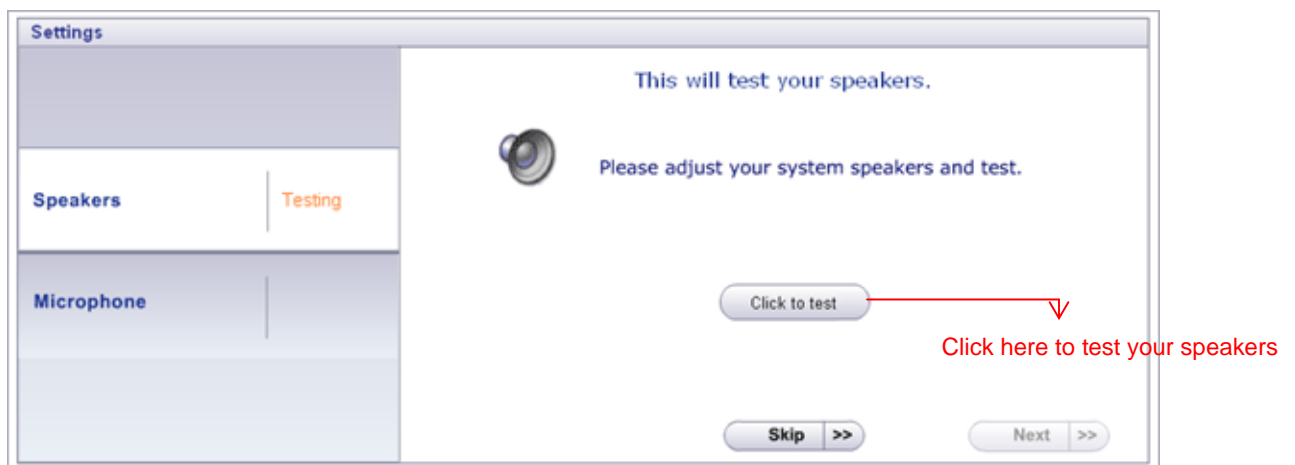 Settings
This will test your speakers.
Please adjust your system speakers and test.
Speakers
Testing
Microphone
Click to test
Click here to test your speakers
Skip >>
Next >>